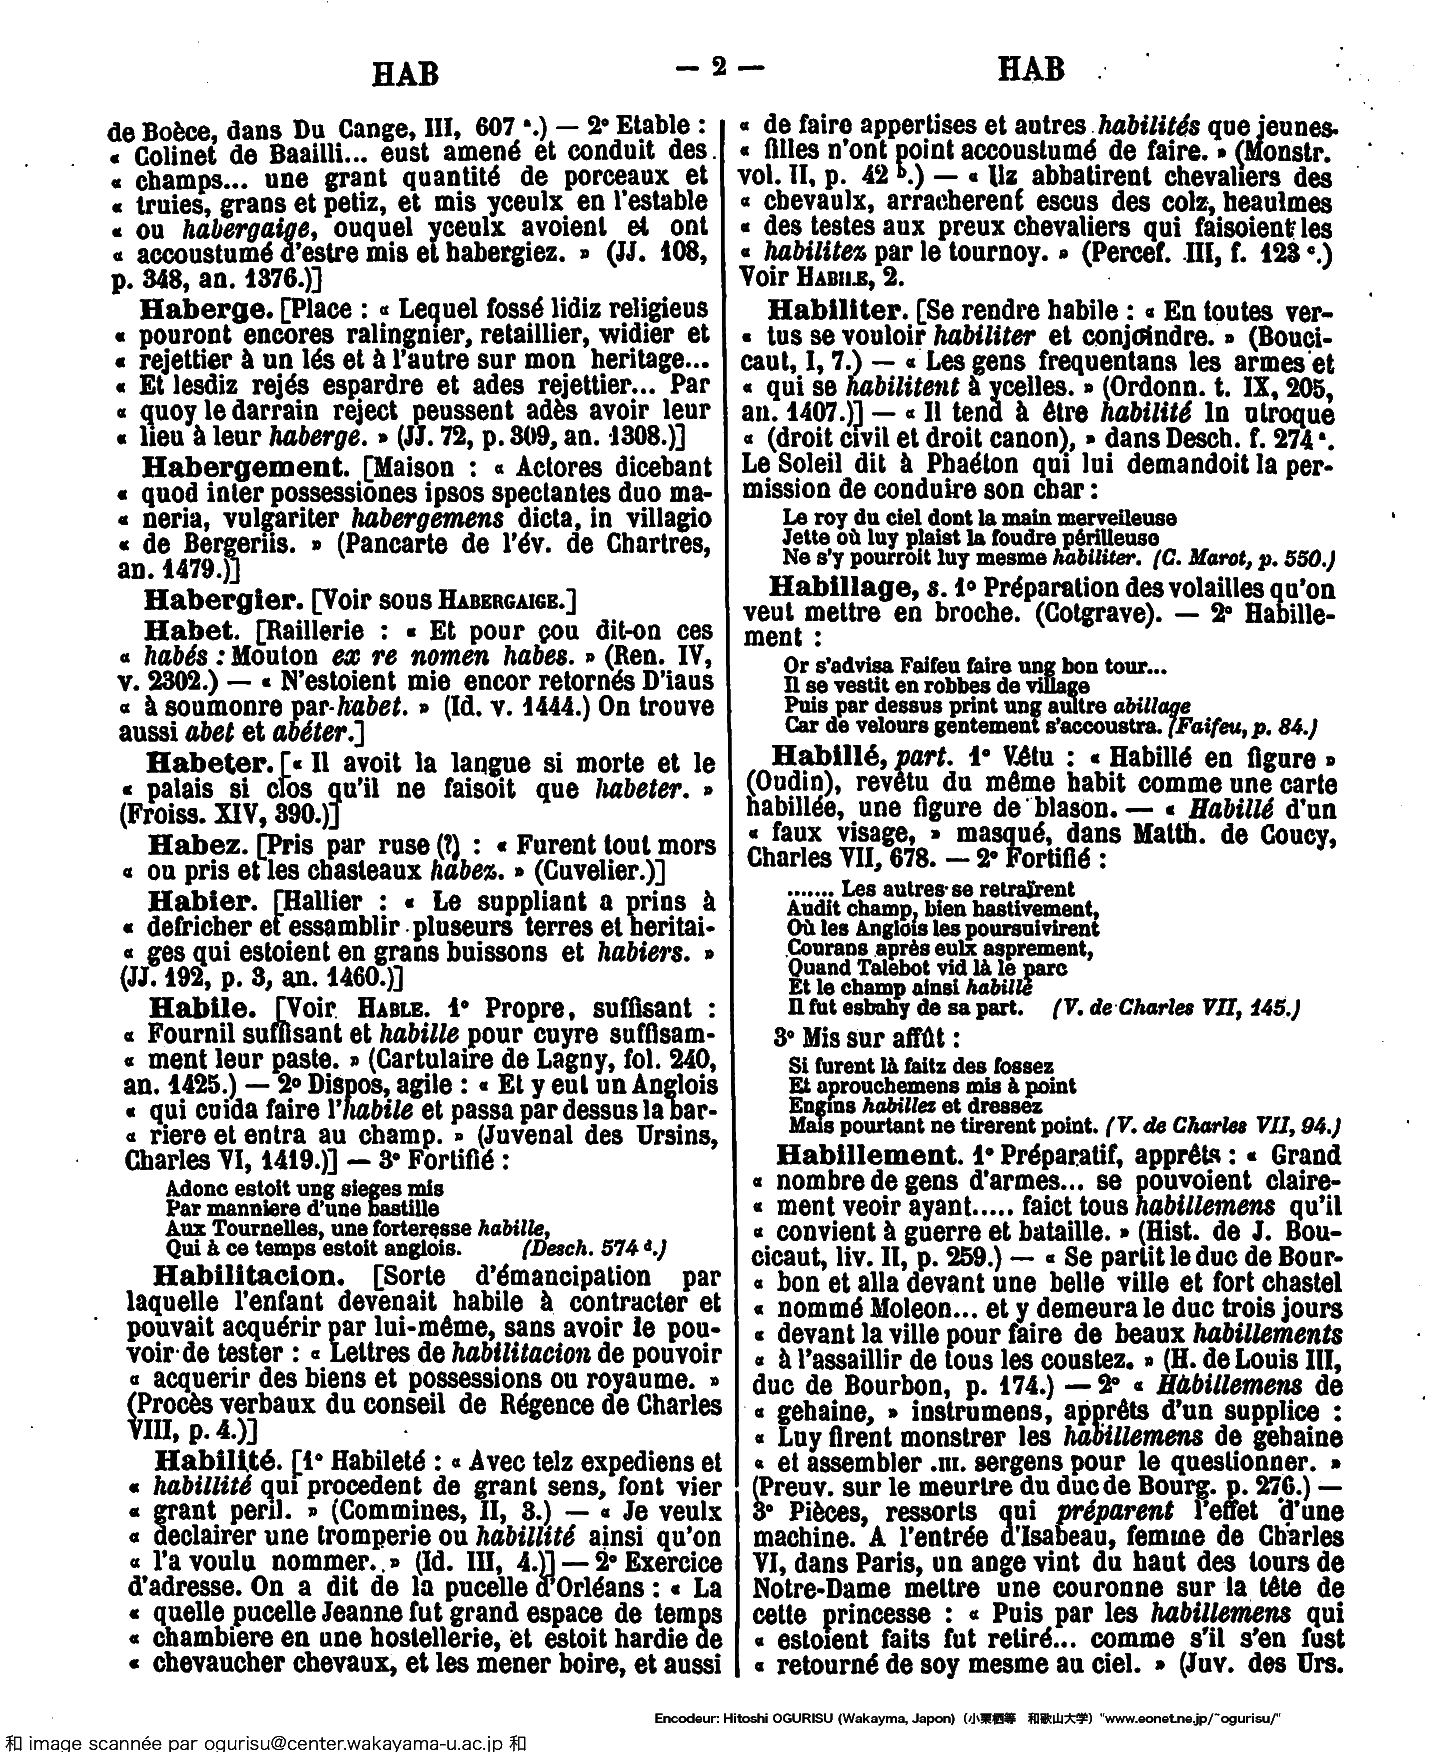 HAB — 2 — HAB
de Boèce, dans Du Cange, III, 607 ª.) — 2° Etable :
« Colinet de Baailli... eust amené et conduit des
« champs... une grant quantité de porceaux et
« truies, grans et petiz, et mis yceulx en l'estable
« ou habergaige, ouquel yceulx avoient et ont
« accoustumé d'estre mis et habergiez. » (JJ. 108,
p. 348, an. 1376.)]
Haberge. [Place : « Lequel fossé lidiz religieus
« pouront encores ralingnier, retaillier, widier et
« rejettier à un lés et à l'autre sur mon heritage...
« Et lesdiz rejés espardre et ades rejettier... Par
« quoy le darrain reject peussent adès avoir leur
« lieu à leur haberge. » (JJ. 72, p. 309, an. 1308.)]
Habergement. [Maison : « Actores dicebant
« quod inter possessiones ipsos spectantes duo ma-
« neria, vulgariter habergemens dicta, in villagio
« de Bergeriis. » (Pancarte de l'év. de Chartres,
an. 1479.)]
Habergier. [Voir sous HABERGAIGE.]
Habet. [Raillerie : « Et pour çou dit-on ces
« habés : Mouton ex re nomen habes. » (Ren. IV,
v. 2302.) — « N'estoient mie encor retornés D'iaus
« à soumonre par habet. » (Id. v. 1444.) On trouve
aussi abet et abéter.]
Habeter. [« Il avoit la langue si morte et le
« palais si clos qu'il ne faisoit que habeter. »
(Froiss. XIV, 390.)]
Habez. [Pris par ruse (?) : « Furent tout mors
« ou pris et les chasteaux habez. » (Cuvelier.)]
Habier. [Hallier : « Le suppliant a prins à
« defricher et essamblir pluseurs terres et heritai-
« ges qui estoient en grans buissons et habiers. »
(JJ. 192, p. 3, an. 1460.)]
Habile. [Voir HABLE. 1° Propre, suffisant :
« Fournil suffisant et habille pour cuyre suffisam-
« ment leur paste. » (Cartulaire de Lagny, fol. 240,
an. 1425.) — 2° Dispos, agile : « Et y eut un Anglois
« qui cuida faire l'habile et passa par dessus la bar-
« riere et entra au champ. » (Juvenal des Ursins,
Charles VI, 1419.)] — 3° Fortifié :
Adonc estoit ung sieges mis
Par manniere d'une bastille
Aux Tournelles, une forteresse habille,
Qui à ce temps estoit anglois. (Desch. 574 ᵈ.)
Habilitacion. [Sorte d'émancipation par
laquelle l'enfant devenait habile à contracter et
pouvait acquérir par lui-même, sans avoir le pou-
voir de tester : « Lettres de habilitacion de pouvoir
« acquerir des biens et possessions ou royaume. »
(Procès verbaux du conseil de Régence de Charles
VIII, p. 4.)]
Habilité. [1° Habileté : « Avec telz expediens et
« habillité qui procedent de grant sens, font vier
« grant peril. » (Commines, II, 3.) — « Je veulx
« declairer une tromperie ou habillité ainsi qu'on
« l'a voulu nommer. » (Id. III, 4.)] — 2° Exercice
d'adresse. On a dit de la pucelle d'Orléans : « La
« quelle pucelle Jeanne fut grand espace de temps
« chambiere en une hostellerie, et estoit hardie de
« chevaucher chevaux, et les mener boire, et aussi
« de faire appertises et autres habilités que jeunes
« filles n'ont point accoustumé de faire. » (Monstr.
vol. II, p. 42 ᵇ.) — « Ilz abbatirent chevaliers des
« chevaulx, arracherent escus des colz, heaulmes
« des testes aux preux chevaliers qui faisoient les
« habilitez par le tournoy. » (Percef. III, f. 123 ᶜ.)
Voir HABILE, 2.
Habiliter. [Se rendre habile : « En toutes ver-
« tus se vouloir habiliter et conjoindre. » (Bouci-
caut, I, 7.) — « Les gens frequentans les armes et
« qui se habilitent à ycelles. » (Ordonn. t. IX, 205,
an. 1407.)] — « Il tend à être habilité In utroque
« (droit civil et droit canon), » dans Desch. f. 274 ª.
Le Soleil dit à Phaéton qui lui demandoit la per-
mission de conduire son char :
Le roy du ciel dont la main merveileuse
Jette où luy plaist la foudre périlleuse
Ne s'y pourroit luy mesme habiliter. (C. Marot, p. 550.)
Habillage, s. 1° Préparation des volailles qu'on
veut mettre en broche. (Cotgrave). — 2° Habille-
ment :
Or s'advisa Faifeu faire ung bon tour...
Il se vestit en robbes de village
Puis par dessus print ung aultre abillage
Car de velours gentement s'accoustra. (Faifeu, p. 84.)
Habillé, part. 1° Vêtu : « Habillé en figure »
(Oudin), revêtu du même habit comme une carte
habillée, une figure de blason. — « Habillé d'un
« faux visage, » masqué, dans Matth. de Coucy,
Charles VII, 678. — 2° Fortifié :
....... Les autres se retraïrent
Audit champ, bien hastivement,
Où les Anglois les poursuivirent
Courans après eulx asprement,
Quand Talebot vid là le parc
Et le champ ainsi habillé
Il fut esbahy de sa part. (V. de Charles VII, 145.)
3° Mis sur affût :
Si furent là faitz des fossez
Et aprouchemens mis à point
Engins habillez et dressez
Mais pourtant ne tirerent point. (V. de Charles VII, 94.)
Habillement. 1° Préparatif, apprêts : « Grand
« nombre de gens d'armes... se pouvoient claire-
« ment veoir ayant..... faict tous habillemens qu'il
« convient à guerre et bataille. » (Hist. de J. Bou-
cicaut, liv. II, p. 259.) — « Se partit le duc de Bour-
« bon et alla devant une belle ville et fort chastel
« nommé Moleon... et y demeura le duc trois jours
« devant la ville pour faire de beaux habillements
« à l'assaillir de tous les coustez. » (H. de Louis III,
duc de Bourbon, p. 174.) — 2° « Habillemens de
« gehaine, » instrumens, apprêts d'un supplice :
« Luy firent monstrer les habillemens de gehaine
« et assembler .III. sergens pour le questionner. »
(Preuv. sur le meurtre du duc de Bourg. p. 276.) —
3° Pièces, ressorts qui préparent l'effet d'une
machine. A l'entrée d'Isabeau, femme de Charles
VI, dans Paris, un ange vint du haut des tours de
Notre-Dame mettre une couronne sur la tête de
cette princesse : « Puis par les habillemens qui
« estoient faits fut retiré... comme s'il s'en fust
« retourné de soy mesme au ciel. » (Juv. des Urs.
Encodeur: Hitoshi OGURISU (Wakayma, Japon) (小栗栖等 和歌山大学) "www.eonet.ne.jp/~ogurisu/"
和 image scannée par ogurisu@center.wakayama-u.ac.jp 和